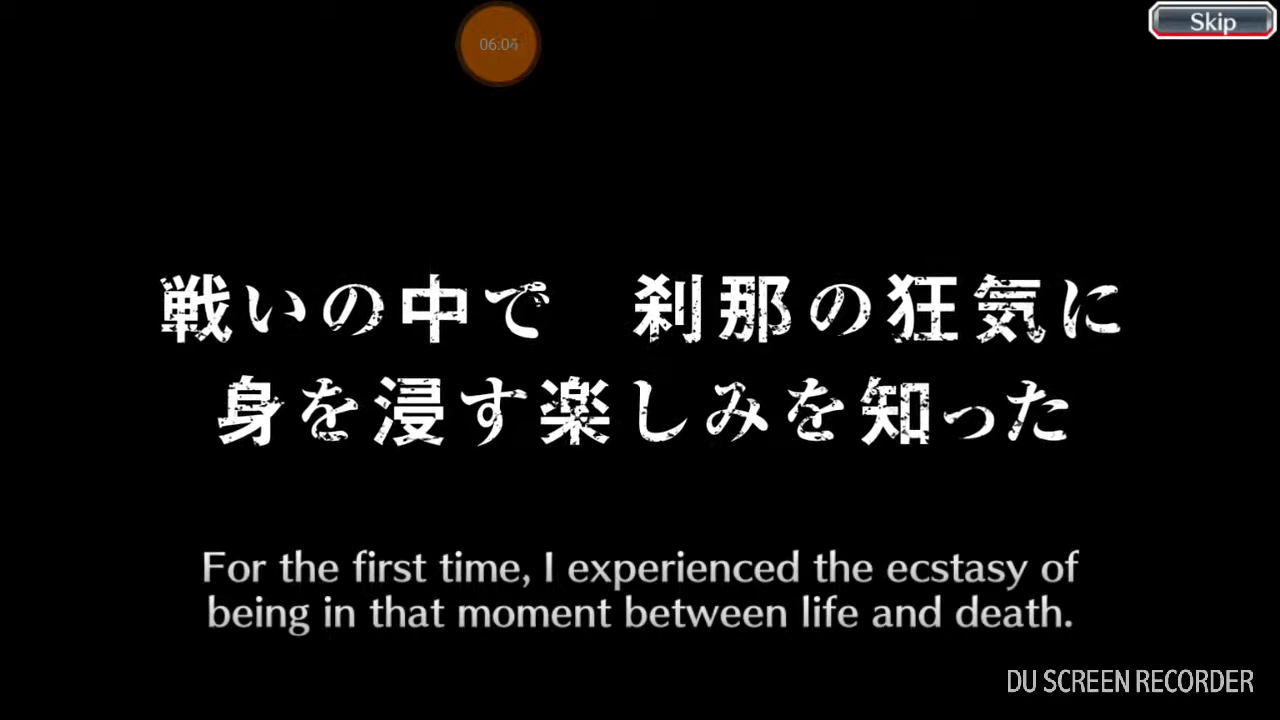 06:04
Skip
戦いの中で 刹那の狂気に
身を浸す楽しみを知った
For the first time, I experienced the ecstasy of
being in that moment between life and death.
DU SCREEN RECORDER